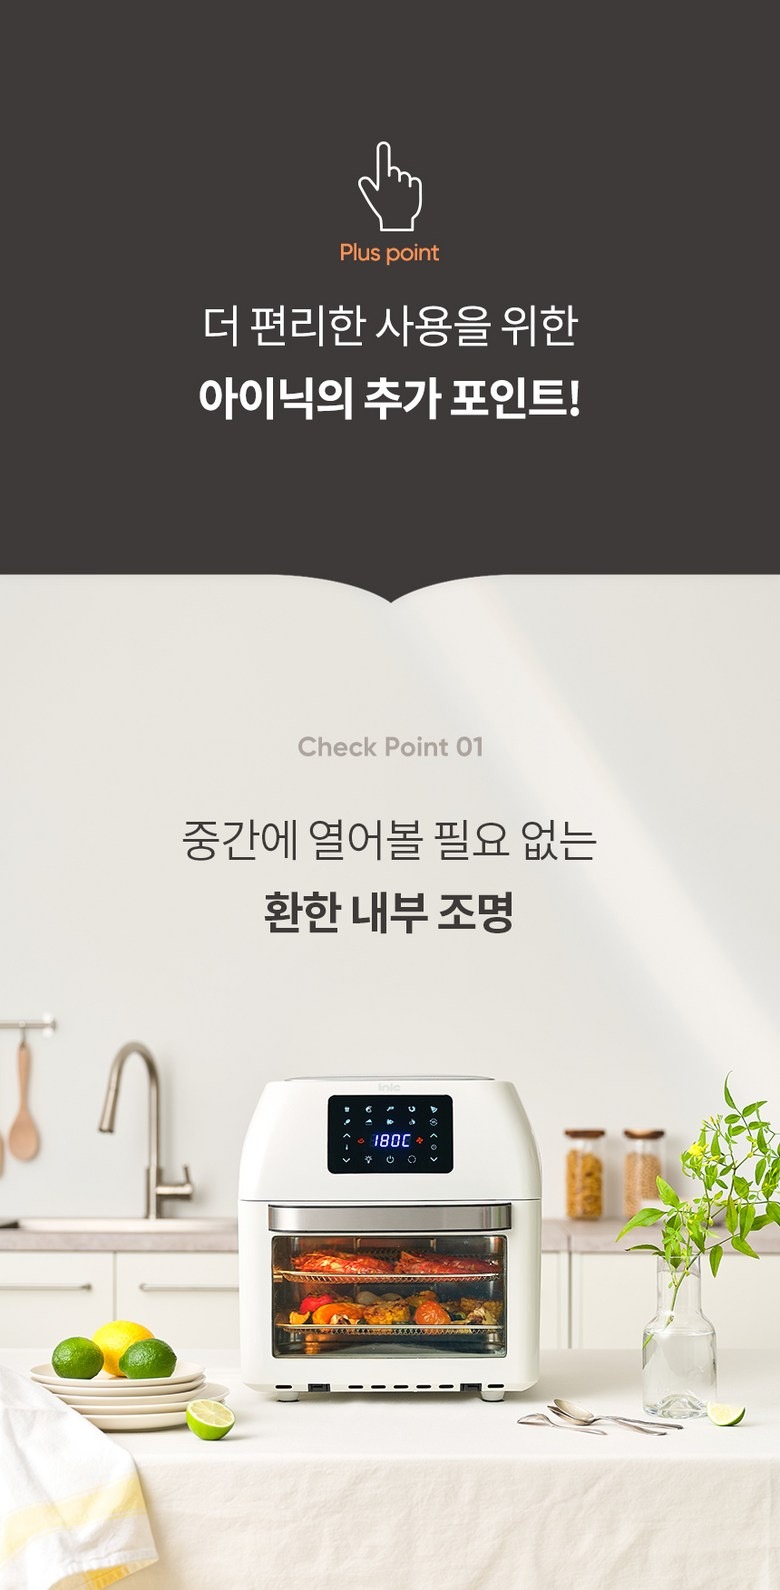 Plus point
더 편리한 사용을 위한
아이닉의 추가 포인트!
Check Point 01
중간에 열어볼 필요 없는
환한 내부 조명
inic
180C